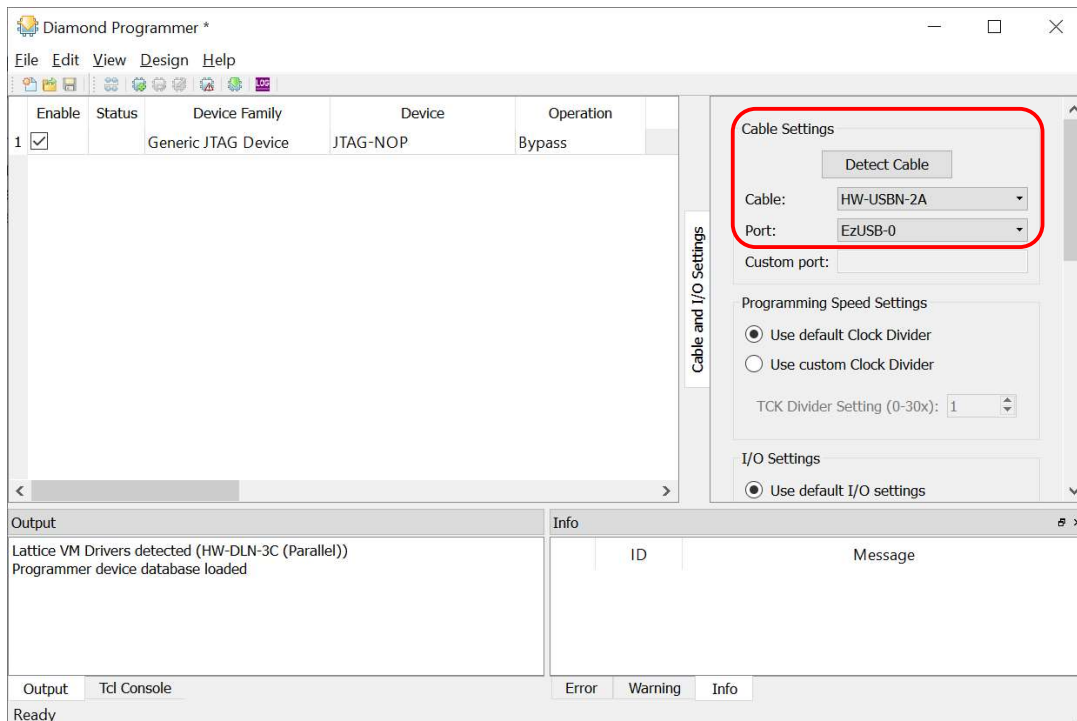 Diamond Programmer *
File Edit View Design Help
LOG
Enable Status Device Family Device Operation
1 Generic JTAG Device JTAG-NOP Bypass
Cable and I/O Settings
Cable Settings
Detect Cable
Cable: HW-USBN-2A
Port: EzUSB-0
Custom port:
Programming Speed Settings
Use default Clock Divider
Use custom Clock Divider
TCK Divider Setting (0-30x): 1
I/O Settings
Use default I/O settings
Output
Lattice VM Drivers detected (HW-DLN-3C (Parallel))
Programmer device database loaded
Output Tcl Console
Info
ID Message
Error Warning Info
Ready